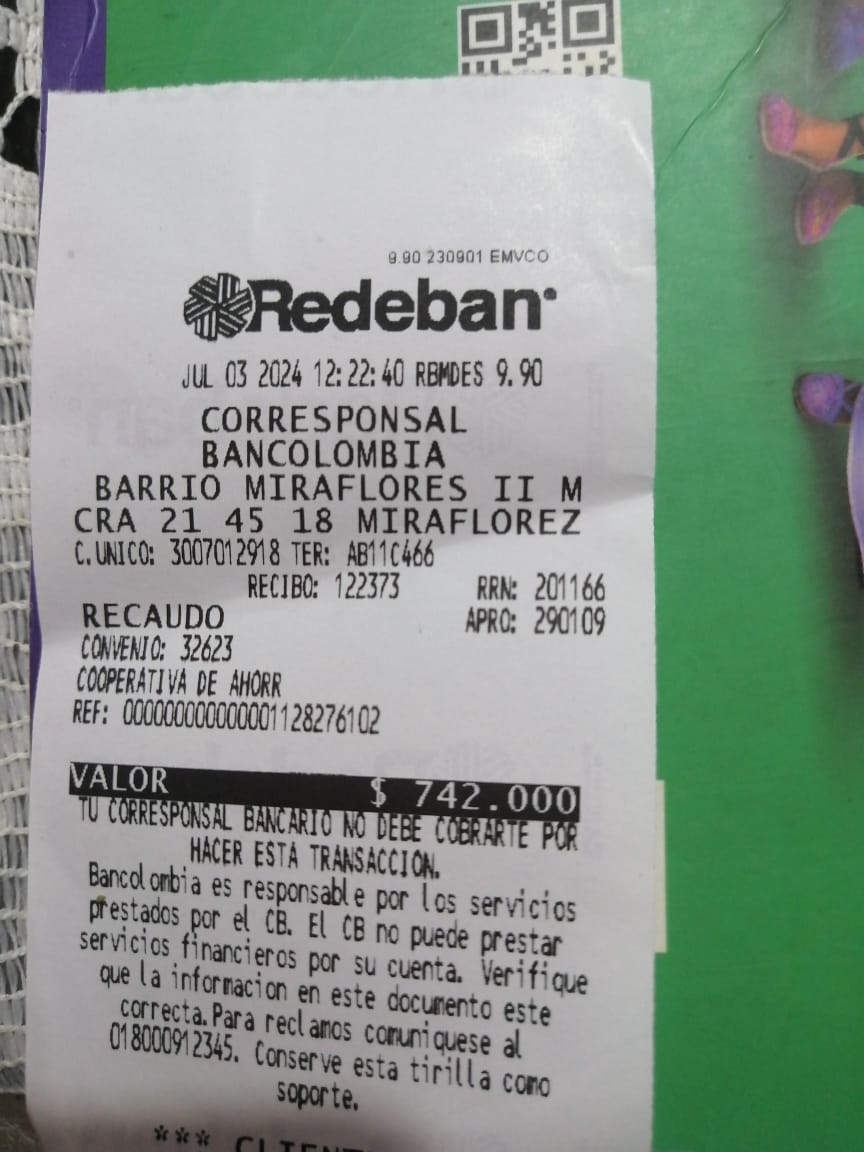 9.90 230901 EMVCO
Redeban
JUL 03 2024 12:22:40 RBMDES 9.90
CORRESPONSAL
BANCOLOMBIA
BARRIO MIRAFLORES II M
CRA 21 45 18 MIRAFLOREZ
C.UNICO: 3007012918 TER: AB11C466
RECIBO: 122373 RRN: 201166
RECAUDO APRO: 290109
CONVENIO: 32623
COOPERATIVA DE AHORR
REF: 00000000000001128276102
VALOR $ 742.000
TU CORRESPONSAL BANCARIO NO DEBE COBRARTE POR
HACER ESTA TRANSACCION.
Bancolombia es responsable por los servicios
prestados por el CB. El CB no puede prestar
servicios financieros por su cuenta. Verifique
que la informacion en este documento este
correcta.Para reclamos comuniquese al
018000912345. Conserve esta tirilla como
soporte.
***